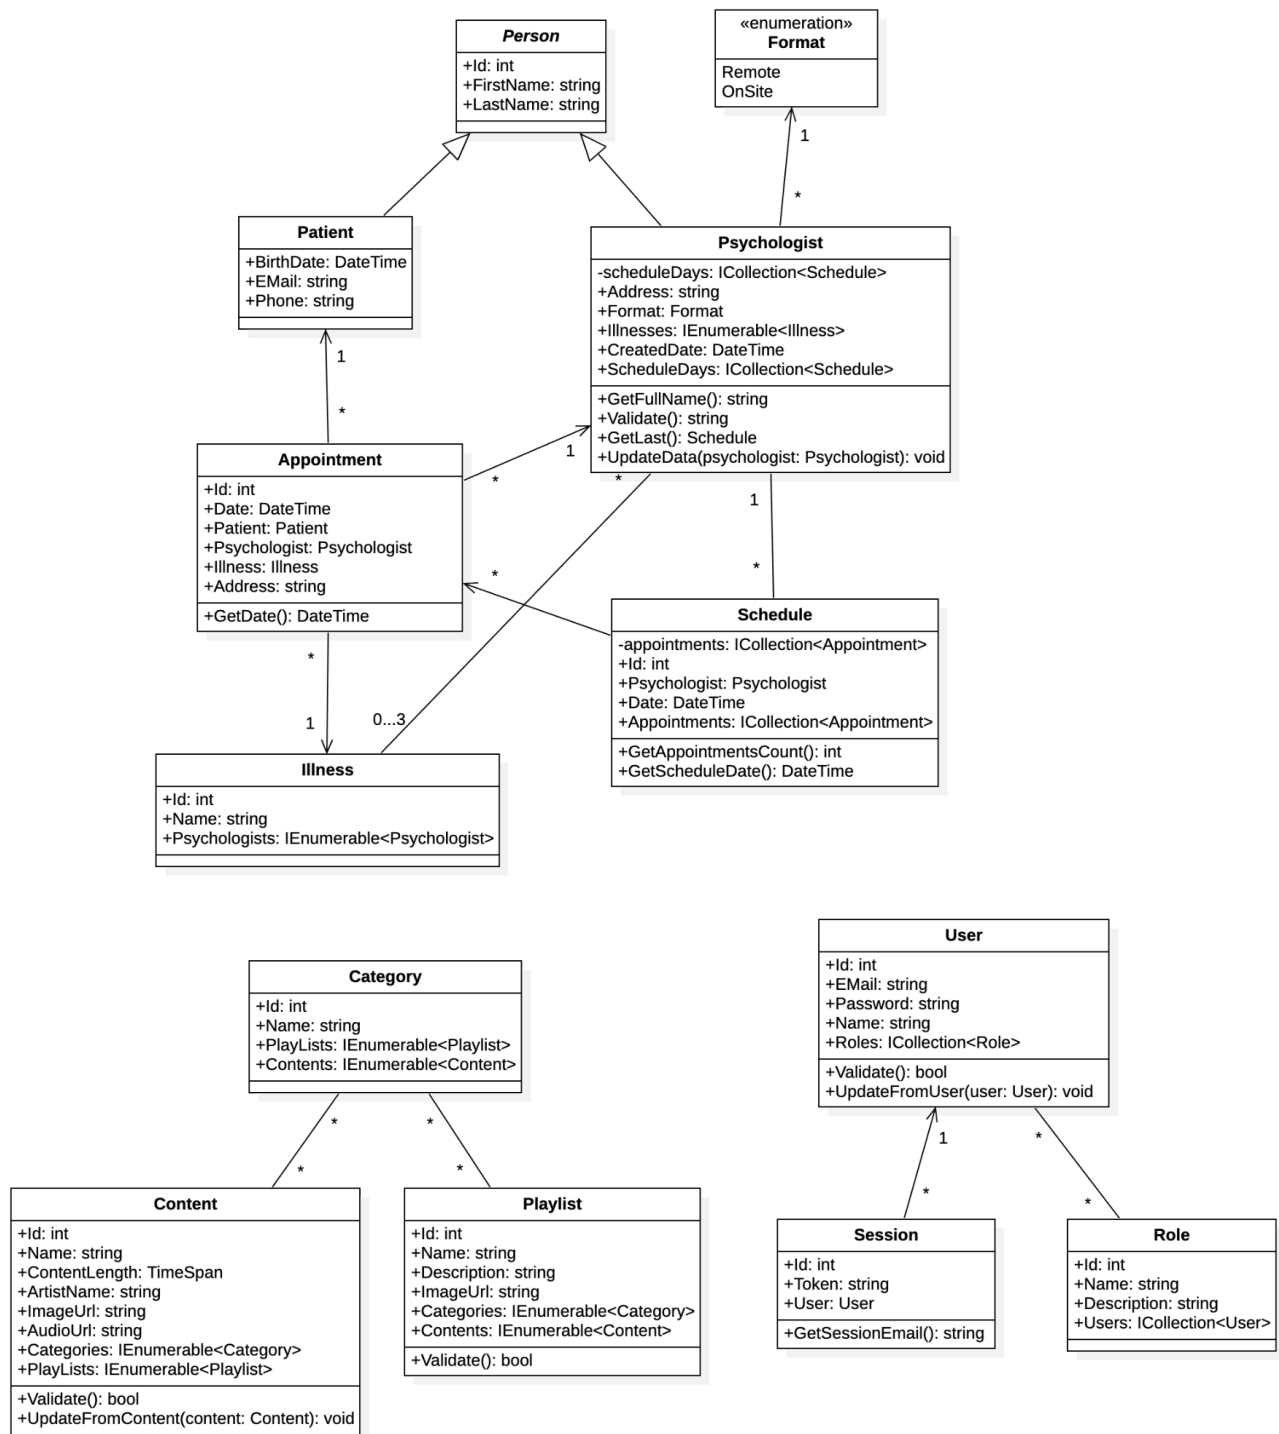 Person
+Id: int
+FirstName: string
+LastName: string
«enumeration»
Format
Remote
OnSite
1
*
Patient
+BirthDate: DateTime
+EMail: string
+Phone: string
Psychologist
-scheduleDays: ICollection<Schedule>
+Address: string
+Format: Format
+Illnesses: IEnumerable<Illness>
+CreatedDate: DateTime
+ScheduleDays: ICollection<Schedule>
+GetFullName(): string
+Validate(): string
+GetLast(): Schedule
+UpdateData(psychologist: Psychologist): void
1
*
1
*
*
1
*
Appointment
+Id: int
+Date: DateTime
+Patient: Patient
+Psychologist: Psychologist
+Illness: Illness
+Address: string
+GetDate(): DateTime
*
*
1
0...3
Schedule
-appointments: ICollection<Appointment>
+Id: int
+Psychologist: Psychologist
+Date: DateTime
+Appointments: ICollection<Appointment>
+GetAppointmentsCount(): int
+GetScheduleDate(): DateTime
Illness
+Id: int
+Name: string
+Psychologists: IEnumerable<Psychologist>
Category
+Id: int
+Name: string
+PlayLists: IEnumerable<Playlist>
+Contents: IEnumerable<Content>
*
*
*
*
User
+Id: int
+EMail: string
+Password: string
+Name: string
+Roles: ICollection<Role>
+Validate(): bool
+UpdateFromUser(user: User): void
1
*
*
*
Content
+Id: int
+Name: string
+ContentLength: TimeSpan
+ArtistName: string
+ImageUrl: string
+AudioUrl: string
+Categories: IEnumerable<Category>
+PlayLists: IEnumerable<Playlist>
+Validate(): bool
+UpdateFromContent(content: Content): void
Playlist
+Id: int
+Name: string
+Description: string
+ImageUrl: string
+Categories: IEnumerable<Category>
+Contents: IEnumerable<Content>
+Validate(): bool
Session
+Id: int
+Token: string
+User: User
+GetSessionEmail(): string
Role
+Id: int
+Name: string
+Description: string
+Users: ICollection<User>